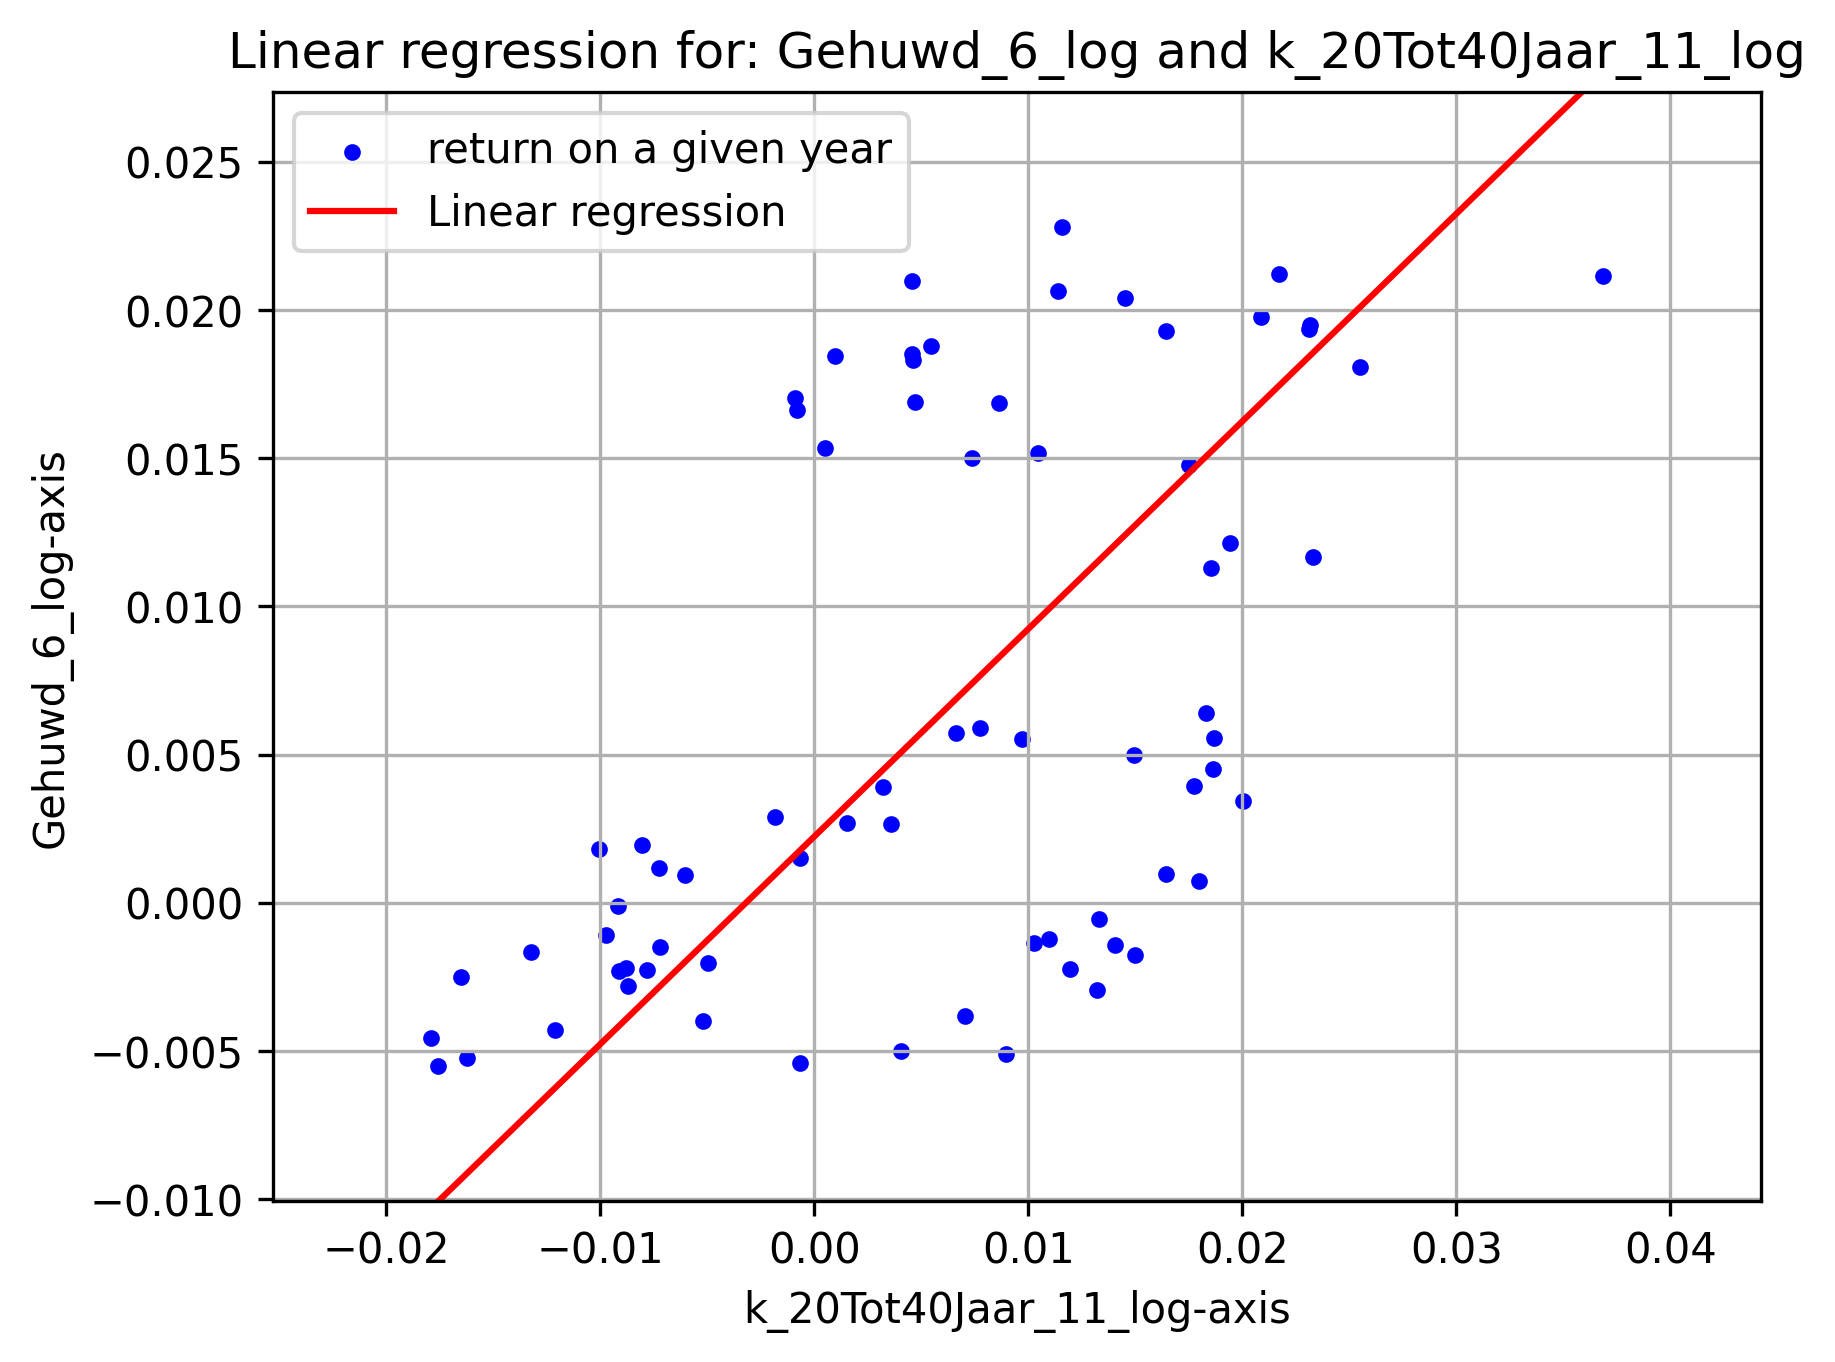 Linear regression for: Gehuwd_6_log and k_20Tot40Jaar_11_log
return on a given year
Linear regression
0.025
0.020
0.015
0.010
0.005
0.000
−0.005
−0.010
Gehuwd_6_log-axis
−0.02 −0.01 0.00 0.01 0.02 0.03 0.04
k_20Tot40Jaar_11_log-axis